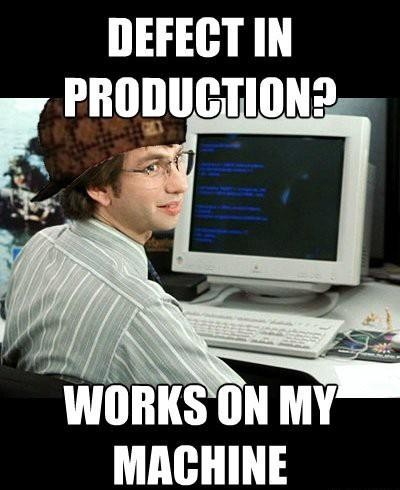 DEFECT IN
PRODUCTION?
WORKS ON MY
MACHINE